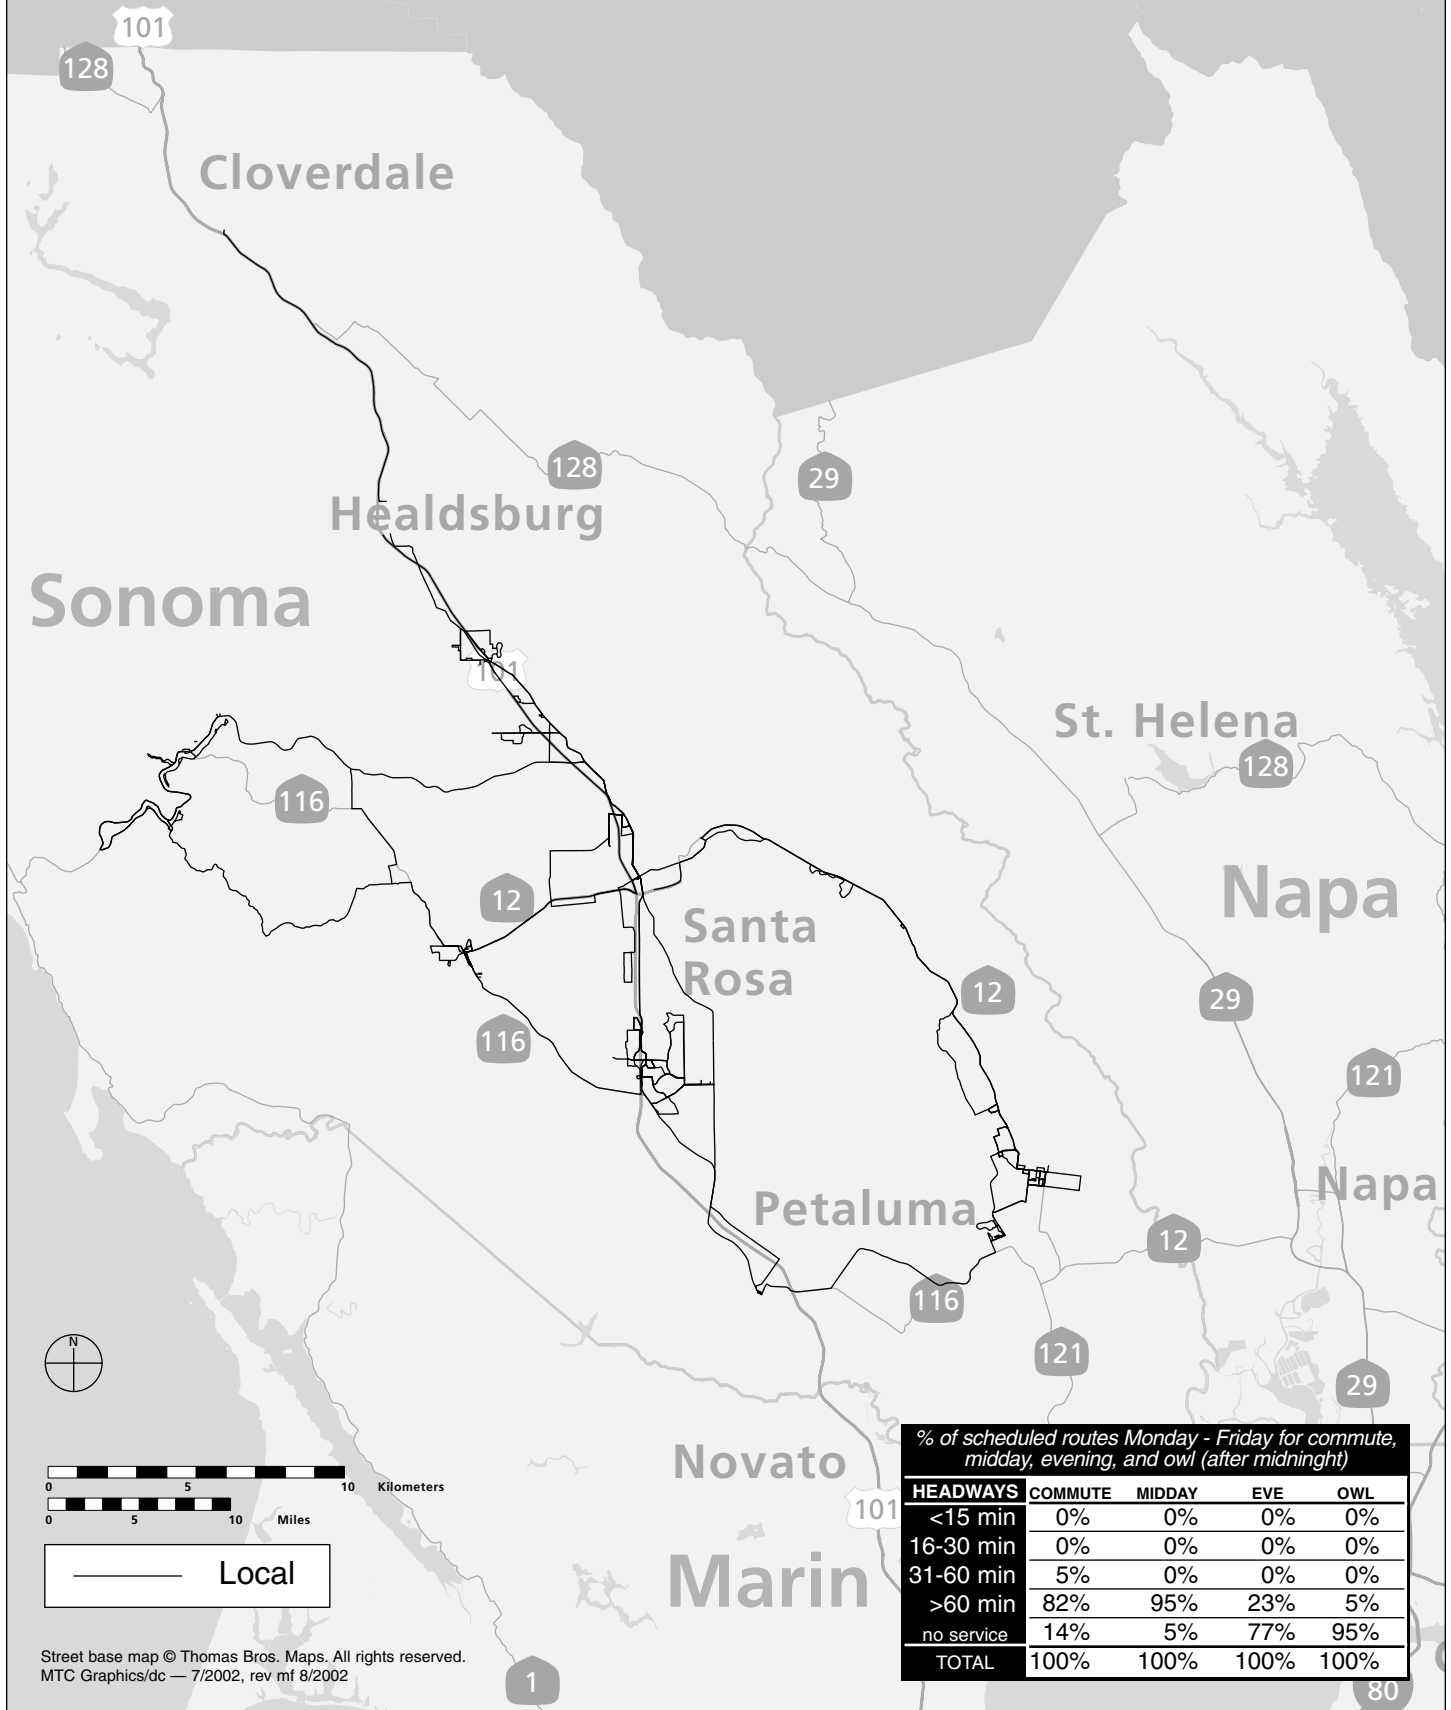 101
128
Cloverdale
128
29
Healdsburg
Sonoma
101
St. Helena
128
116
Napa
12
Santa
Rosa
12
29
116
121
Napa
Petaluma
12
116
N
121
29
% of scheduled routes Monday - Friday for commute,
midday, evening, and owl (after midninght)
Novato
HEADWAYS COMMUTE MIDDAY EVE OWL
<15 min 0% 0% 0% 0%
16-30 min 0% 0% 0% 0%
31-60 min 5% 0% 0% 0%
>60 min 82% 95% 23% 5%
no service 14% 5% 77% 95%
TOTAL 100% 100% 100% 100%
0 5 10 Kilometers
0 5 10 Miles
101
Marin
Local
Street base map © Thomas Bros. Maps. All rights reserved.
MTC Graphics/dc — 7/2002, rev mf 8/2002
1
80